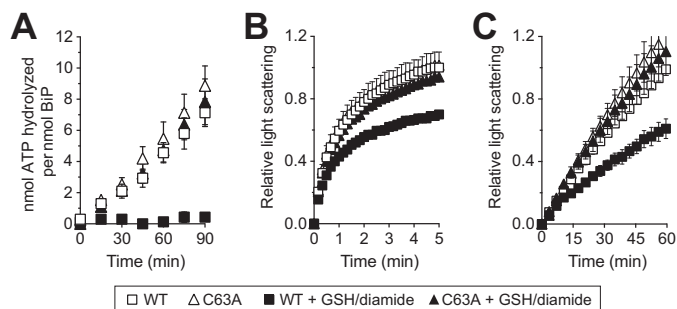 A
B
C
nmol ATP hydrolyzed
per nmol BiP
12
10
8
6
4
2
0
0 30 60 90
Time (min)
Relative light scattering
1.2
0.8
0.4
0.0
0 1 2 3 4 5
Time (min)
Relative light scattering
1.2
0.8
0.4
0.0
0 15 30 45 60
Time (min)
WT C63A WT + GSH/diamide C63A + GSH/diamide